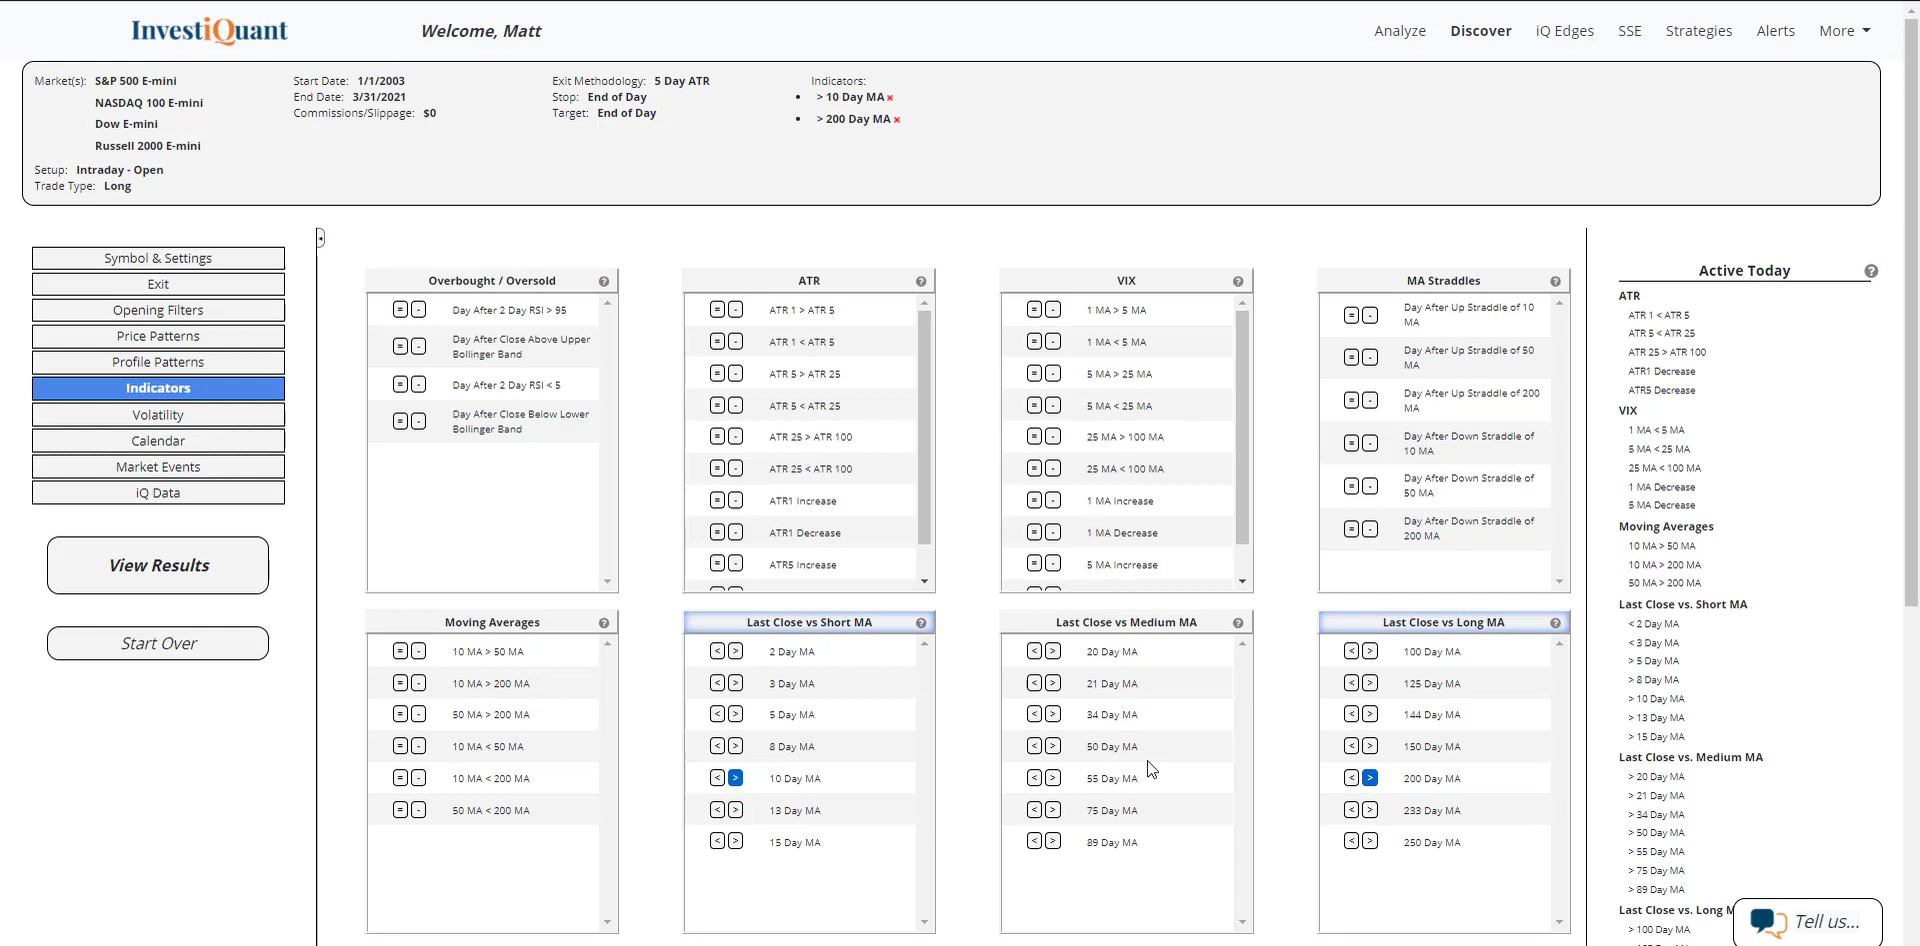 InvestiQuant
Welcome, Matt
Analyze Discover iQ Edges SSE Strategies Alerts More
Market(s): S&P 500 E-mini
NASDAQ 100 E-mini
Dow E-mini
Russell 2000 E-mini
Setup: Intraday - Open
Trade Type: Long
Start Date: 1/1/2003
End Date: 3/31/2021
Commissions/Slippage: $0
Exit Methodology: 5 Day ATR
Stop: End of Day
Target: End of Day
Indicators:
• > 10 Day MA ×
• > 200 Day MA ×
Symbol & Settings
Exit
Opening Filters
Price Patterns
Profile Patterns
Indicators
Volatility
Calendar
Market Events
iQ Data
View Results
Start Over
Overbought / Oversold ?
= - Day After 2 Day RSI > 95
= - Day After Close Above Upper
Bollinger Band
= - Day After 2 Day RSI < 5
= - Day After Close Below Lower
Bollinger Band
ATR ?
= - ATR 1 > ATR 5
= - ATR 1 < ATR 5
= - ATR 5 > ATR 25
= - ATR 5 < ATR 25
= - ATR 25 > ATR 100
= - ATR 25 < ATR 100
= - ATR1 Increase
= - ATR1 Decrease
= - ATR5 Increase
VIX ?
= - 1 MA > 5 MA
= - 1 MA < 5 MA
= - 5 MA > 25 MA
= - 5 MA < 25 MA
= - 25 MA > 100 MA
= - 25 MA < 100 MA
= - 1 MA Increase
= - 1 MA Decrease
= - 5 MA Incrrease
MA Straddles ?
= - Day After Up Straddle of 10
MA
= - Day After Up Straddle of 50
MA
= - Day After Up Straddle of 200
MA
= - Day After Down Straddle of
10 MA
= - Day After Down Straddle of
50 MA
= - Day After Down Straddle of
200 MA
Moving Averages ?
= - 10 MA > 50 MA
= - 10 MA > 200 MA
= - 50 MA > 200 MA
= - 10 MA < 50 MA
= - 10 MA < 200 MA
= - 50 MA < 200 MA
Last Close vs Short MA ?
< > 2 Day MA
< > 3 Day MA
< > 5 Day MA
< > 8 Day MA
< > 10 Day MA
< > 13 Day MA
< > 15 Day MA
Last Close vs Medium MA ?
< > 20 Day MA
< > 21 Day MA
< > 34 Day MA
< > 50 Day MA
< > 55 Day MA
< > 75 Day MA
< > 89 Day MA
Last Close vs Long MA ?
< > 100 Day MA
< > 125 Day MA
< > 144 Day MA
< > 150 Day MA
< > 200 Day MA
< > 233 Day MA
< > 250 Day MA
Active Today ?
ATR
ATR 1 < ATR 5
ATR 5 < ATR 25
ATR 25 > ATR 100
ATR1 Decrease
ATR5 Decrease
VIX
1 MA < 5 MA
5 MA < 25 MA
25 MA < 100 MA
1 MA Decrease
5 MA Decrease
Moving Averages
10 MA > 50 MA
10 MA > 200 MA
50 MA > 200 MA
Last Close vs. Short MA
< 2 Day MA
< 3 Day MA
> 5 Day MA
> 8 Day MA
> 10 Day MA
> 13 Day MA
> 15 Day MA
Last Close vs. Medium MA
> 20 Day MA
> 21 Day MA
> 34 Day MA
> 50 Day MA
> 55 Day MA
> 75 Day MA
> 89 Day MA
Last Close vs. Long
> 100 Day MA
Tell us...